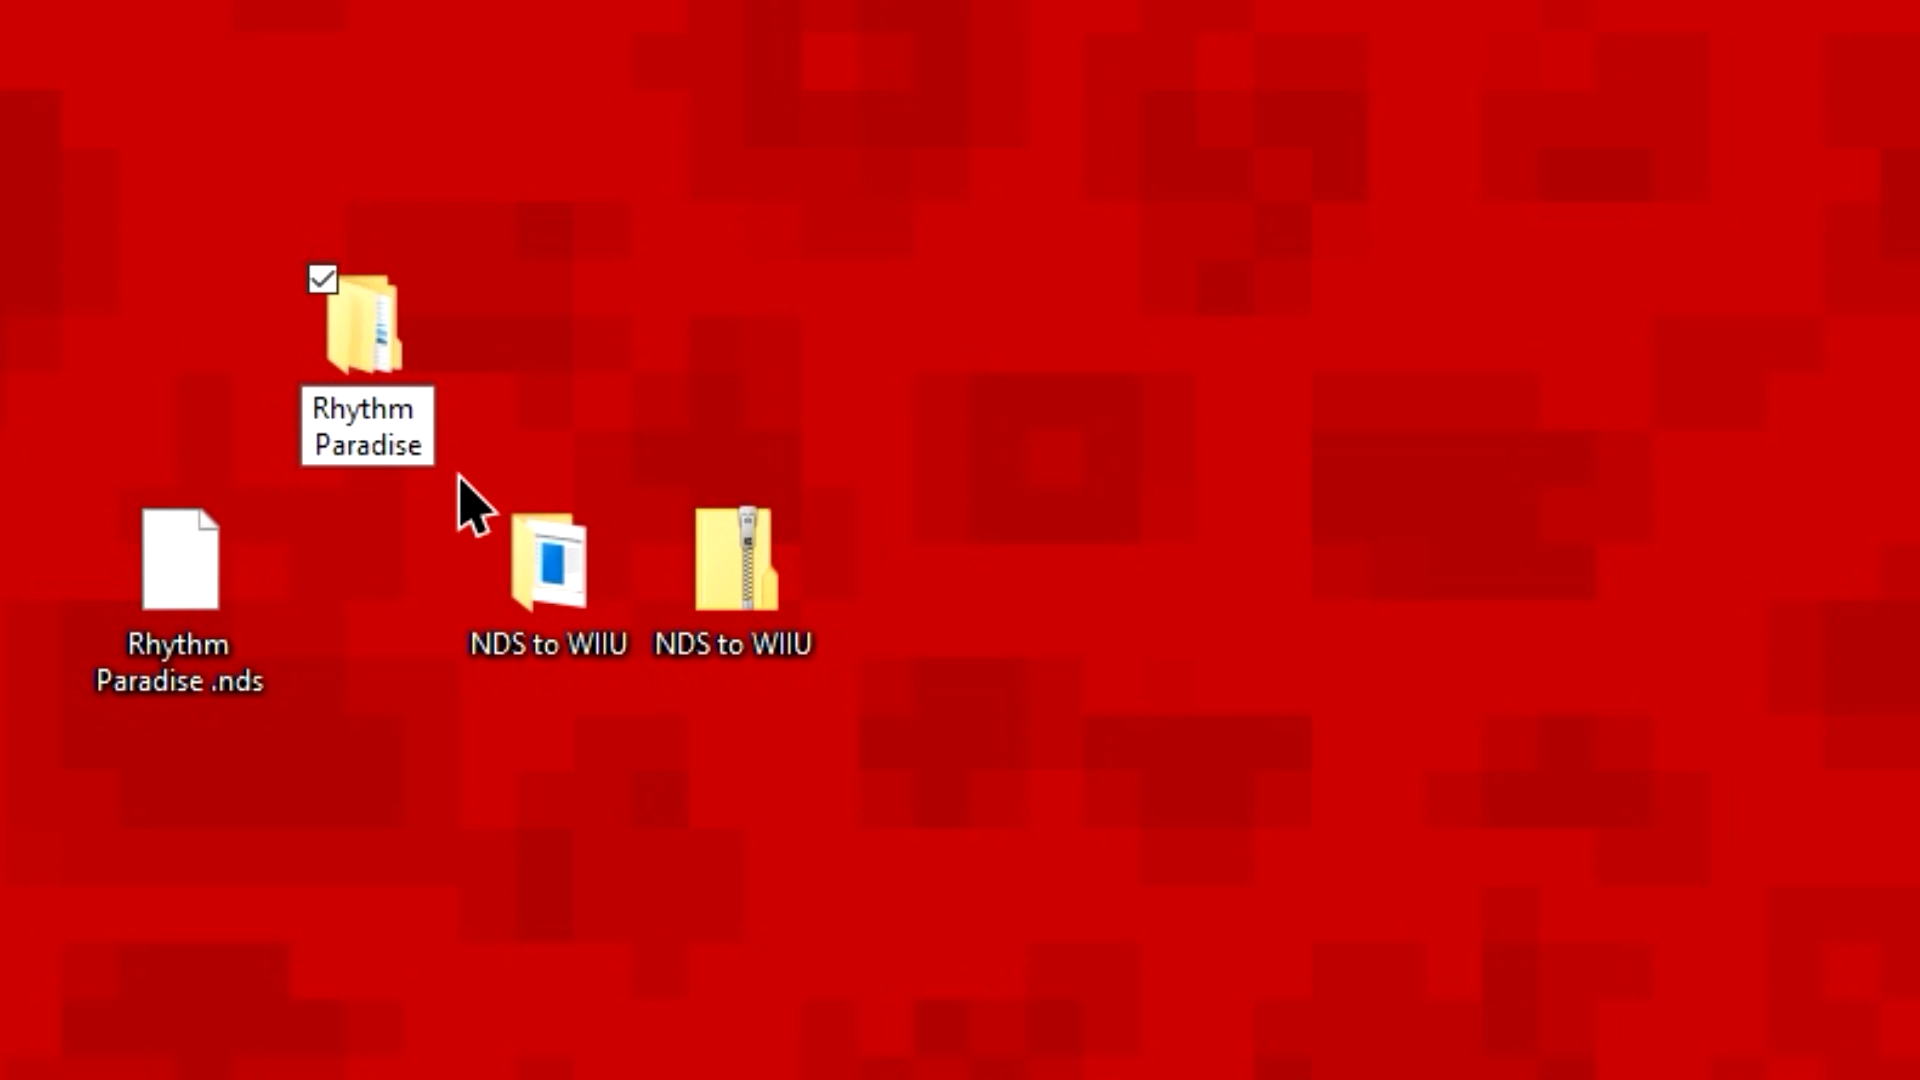 Rhythm
Paradise
Rhythm
Paradise .nds
NDS to WIIU
NDS to WIIU